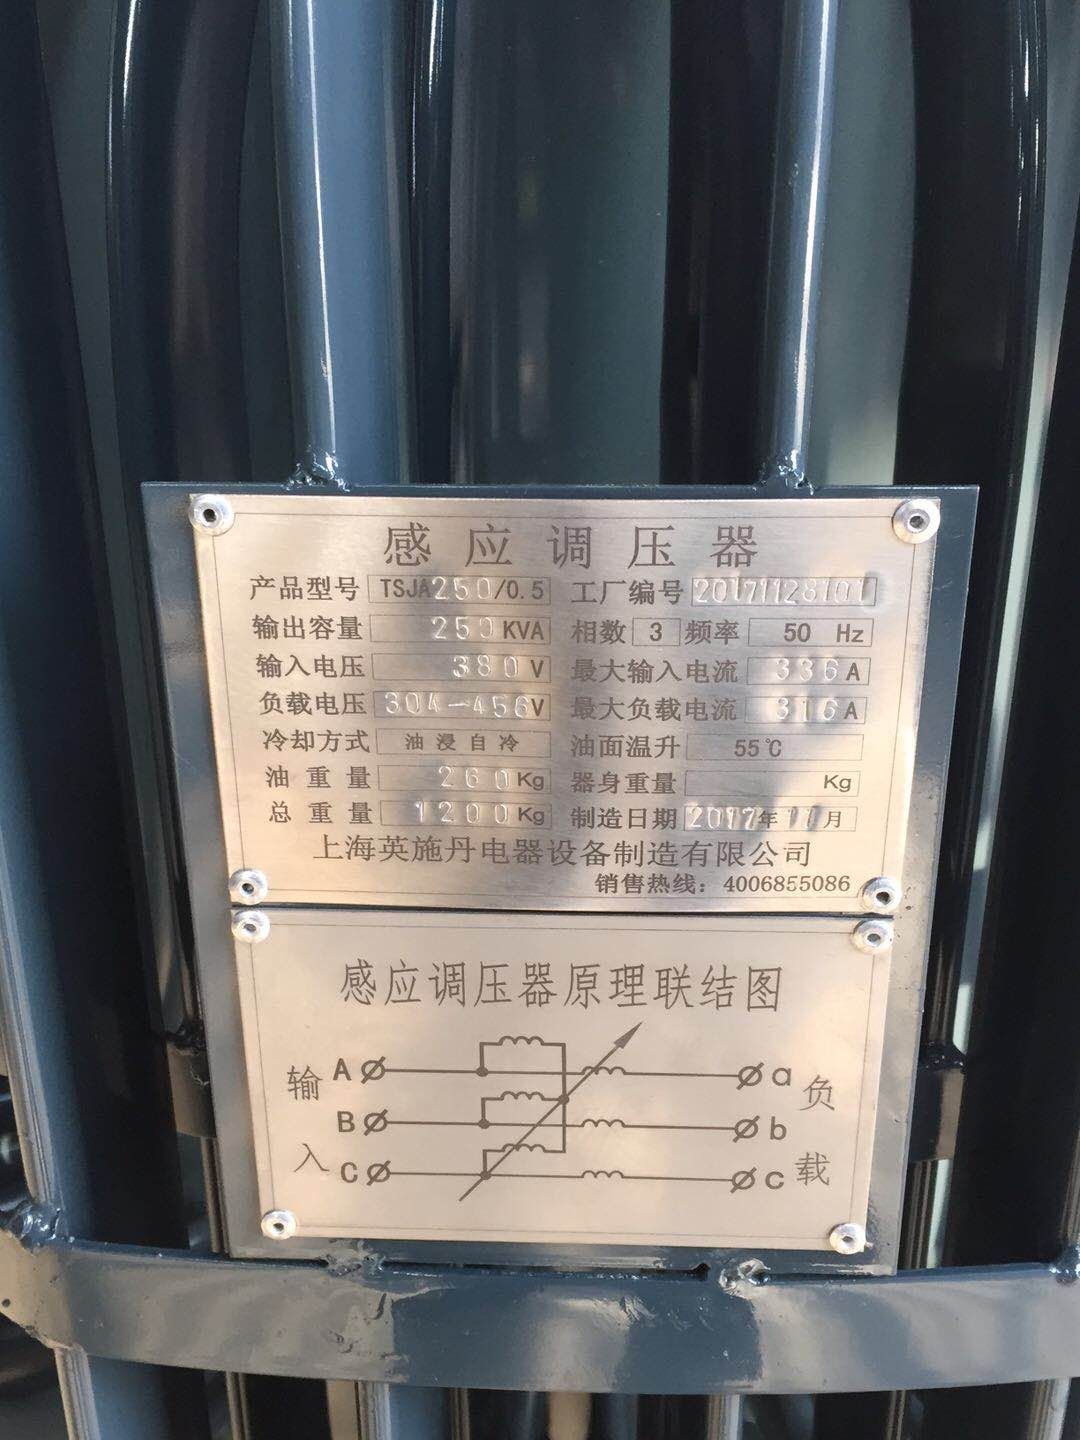 感应调压器
产品型号 TSJA250/0.5 工厂编号 20171128101
输出容量 250 KVA 相数 3 频率 50 Hz
输入电压 380 V 最大输入电流 336 A
负载电压 304-456 V 最大负载电流 316 A
冷却方式 油浸自冷 油面温升 55℃
油重量 260 Kg 器身重量 Kg
总重量 1200 Kg 制造日期 2017年11月
上海英施丹电器设备制造有限公司
销售热线：4006855086
感应调压器原理联结图
输入 A a 负载
B b
C c